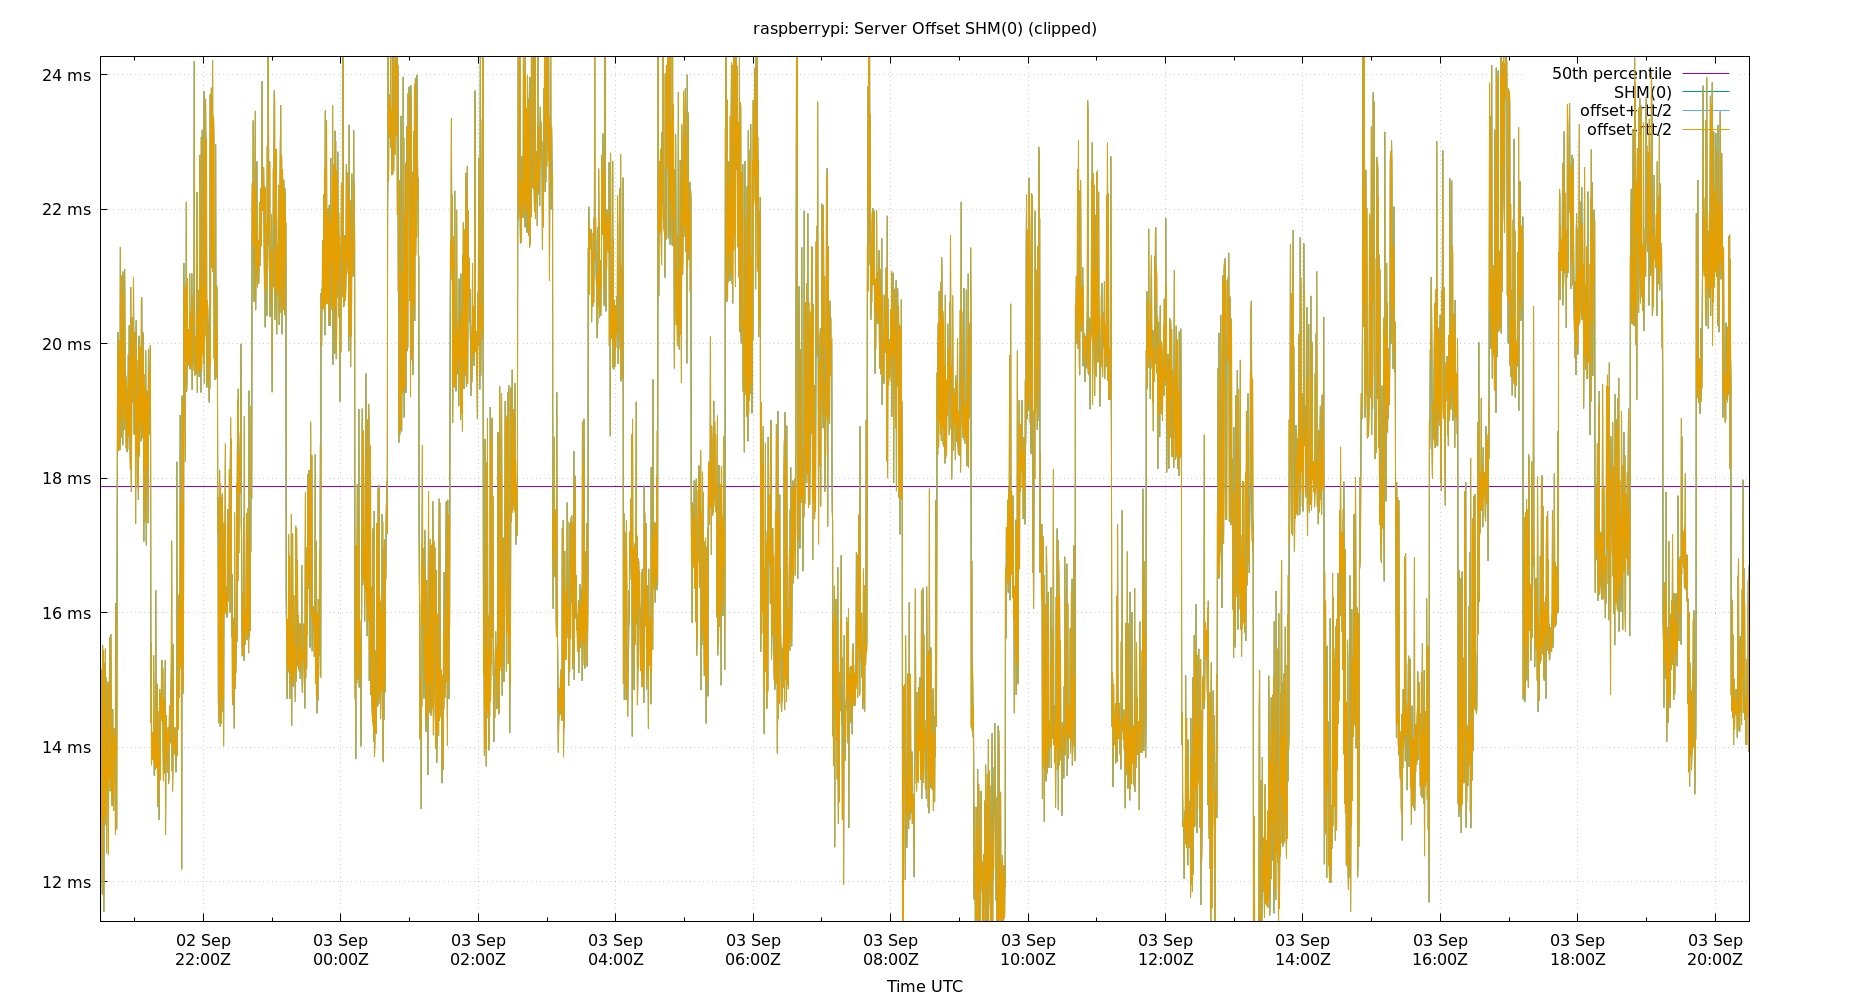 raspberrypi: Server Offset SHM(0) (clipped)
24 ms
22 ms
20 ms
18 ms
16 ms
14 ms
12 ms
50th percentile
SHM(0)
offset+rtt/2
offset-rtt/2
02 Sep 03 Sep 03 Sep 03 Sep 03 Sep 03 Sep 03 Sep 03 Sep 03 Sep 03 Sep 03 Sep 03 Sep
22:00Z 00:00Z 02:00Z 04:00Z 06:00Z 08:00Z 10:00Z 12:00Z 14:00Z 16:00Z 18:00Z 20:00Z
Time UTC